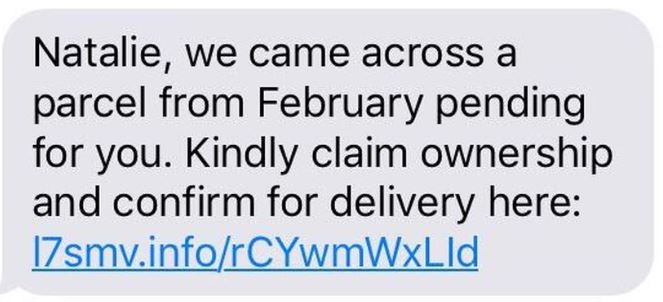 Natalie, we came across a
parcel from February pending
for you. Kindly claim ownership
and confirm for delivery here:
l7smv.info/rCYwmWxLld